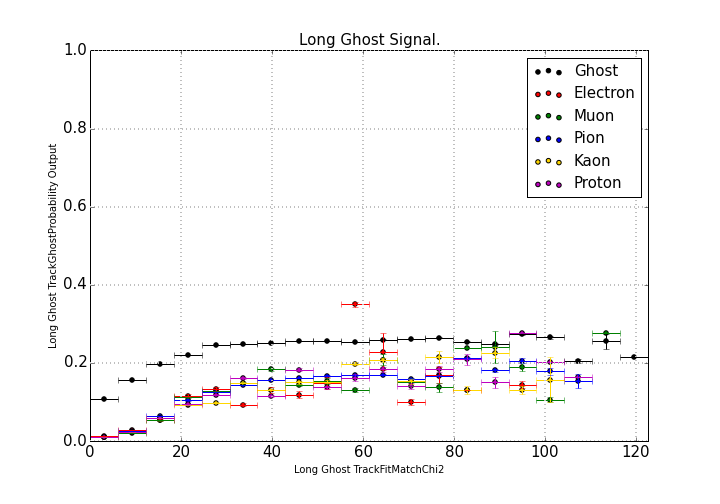 Long Ghost Signal.
1.0
0.8
0.6
0.4
0.2
0.0
Long Ghost TrackGhostProbability Output
Ghost
Electron
Muon
Pion
Kaon
Proton
0 20 40 60 80 100 120
Long Ghost TrackFitMatchChi2